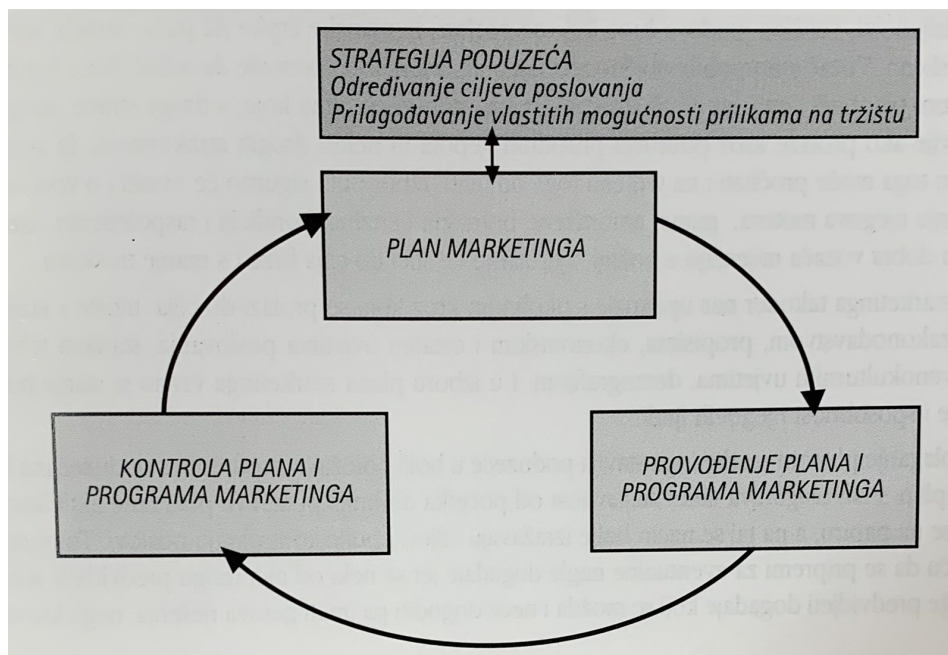 STRATEGIJA PODUZEĆA
Određivanje ciljeva poslovanja
Prilagođavanje vlastitih mogućnosti prilikama na tržištu
PLAN MARKETINGA
KONTROLA PLANA I
PROGRAMA MARKETINGA
PROVOĐENJE PLANA I
PROGRAMA MARKETINGA